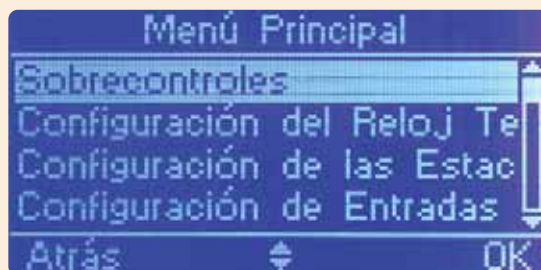 Menú Principal
Sobrecontroles
Configuración del Reloj Te
Configuración de las Estac
Configuración de Entradas
Atrás OK